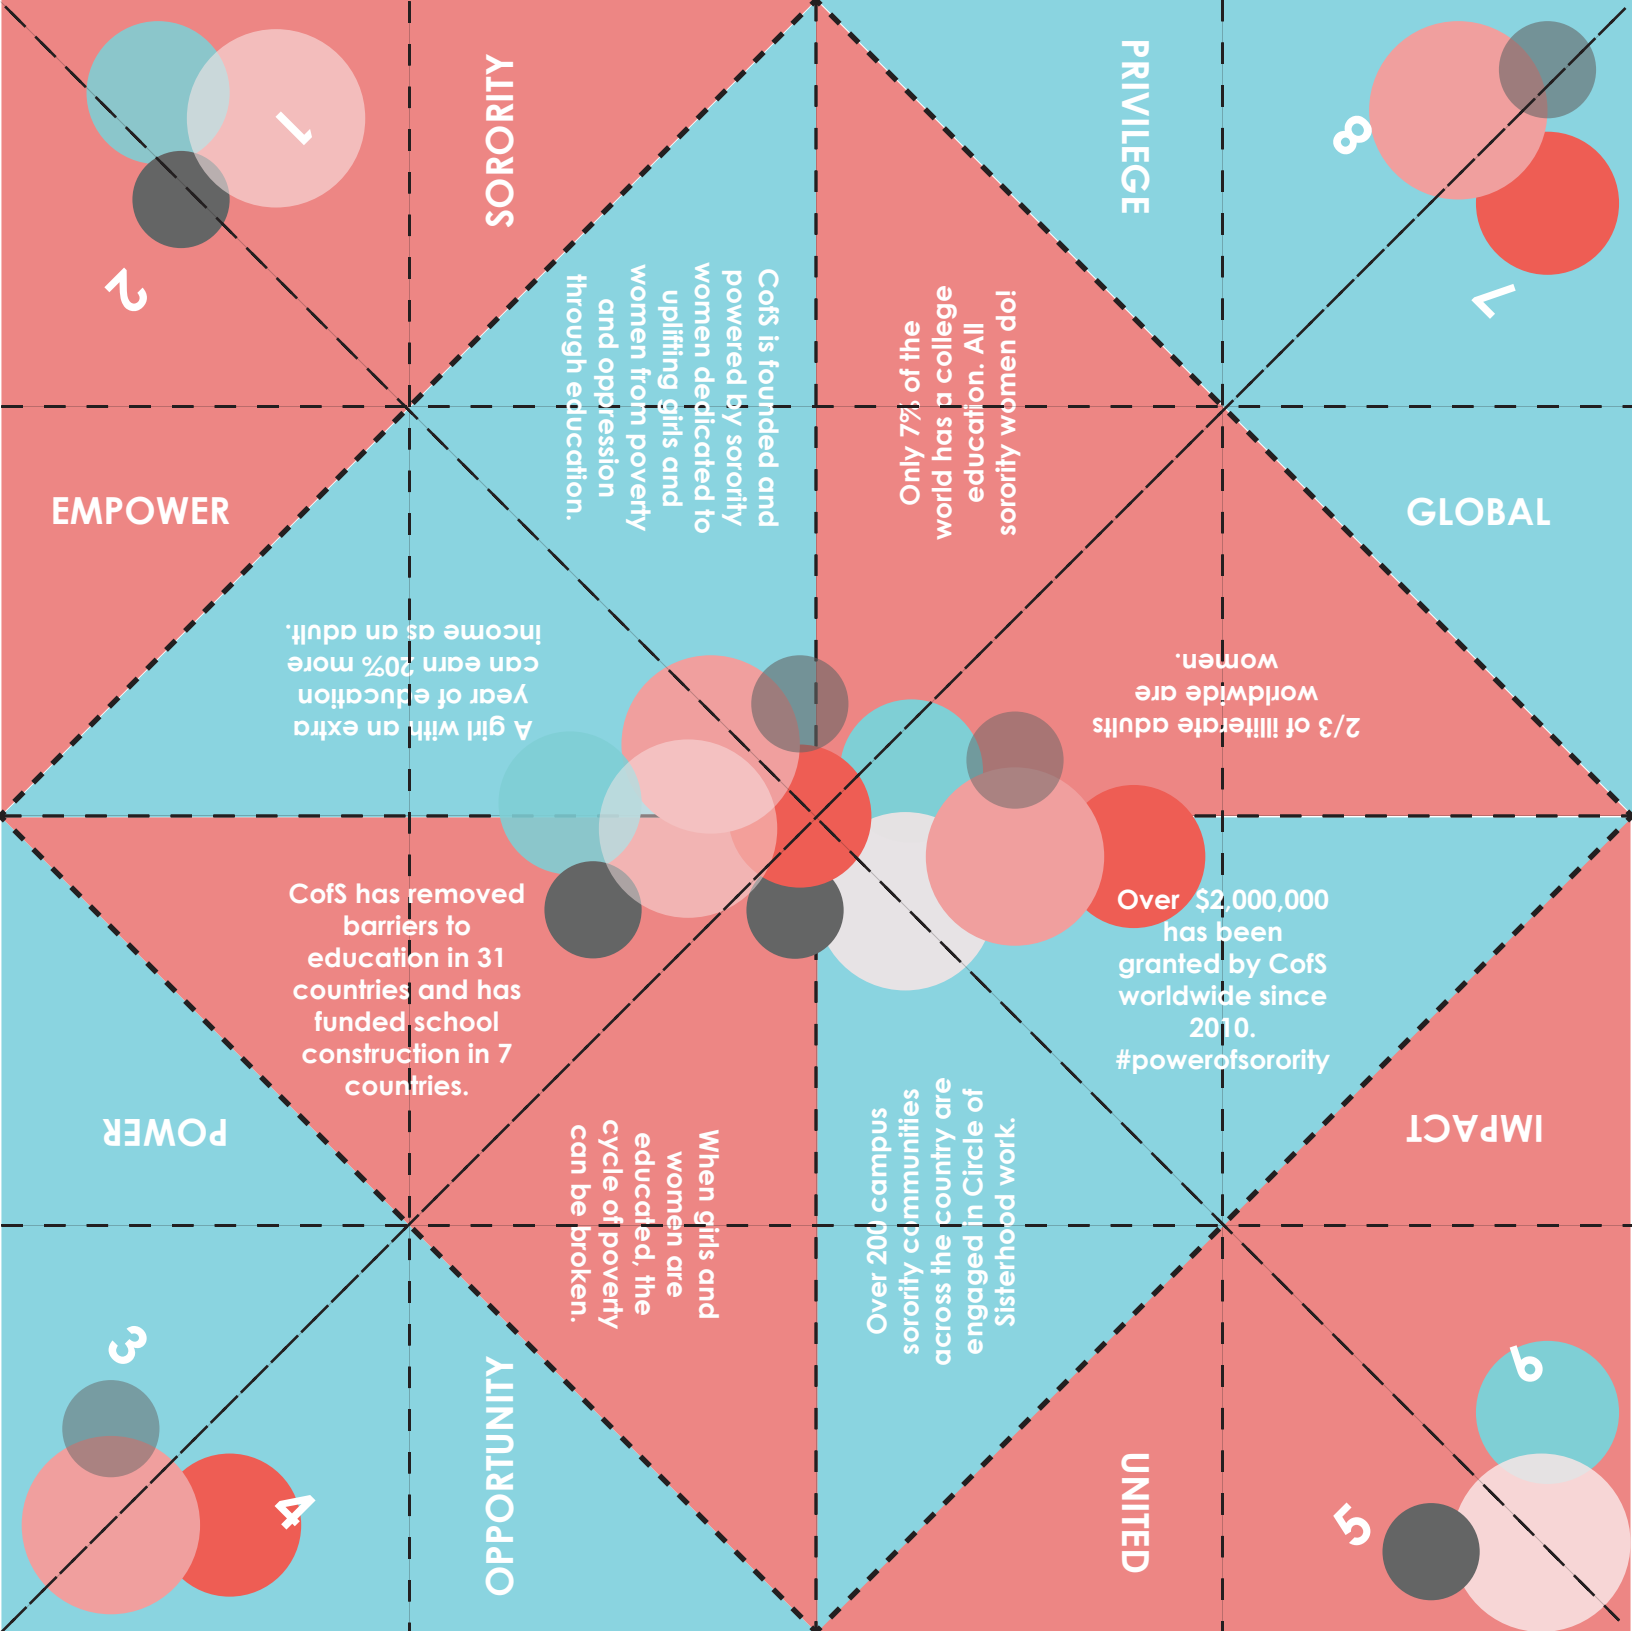 1
2
SORORITY
PRIVILEGE
8
7
EMPOWER
GLOBAL
CofS is founded and
powered by sorority
women dedicated to
uplifting girls and
women from poverty
and oppression
through education.
Only 7% of the
world has a college
education. All
sorority women do!
A girl with an extra
year of education
can earn 20% more
income as an adult.
2/3 of illiterate adults
worldwide are
women.
CofS has removed
barriers to
education in 31
countries and has
funded school
construction in 7
countries.
Over $2,000,000
has been
granted by CofS
worldwide since
2010.
#powerofsorority
When girls and
women are
educated, the
cycle of poverty
can be broken.
Over 200 campus
sorority communities
across the country are
engaged in Circle of
Sisterhood work.
POWER
IMPACT
3
4
OPPORTUNITY
UNITED
6
5